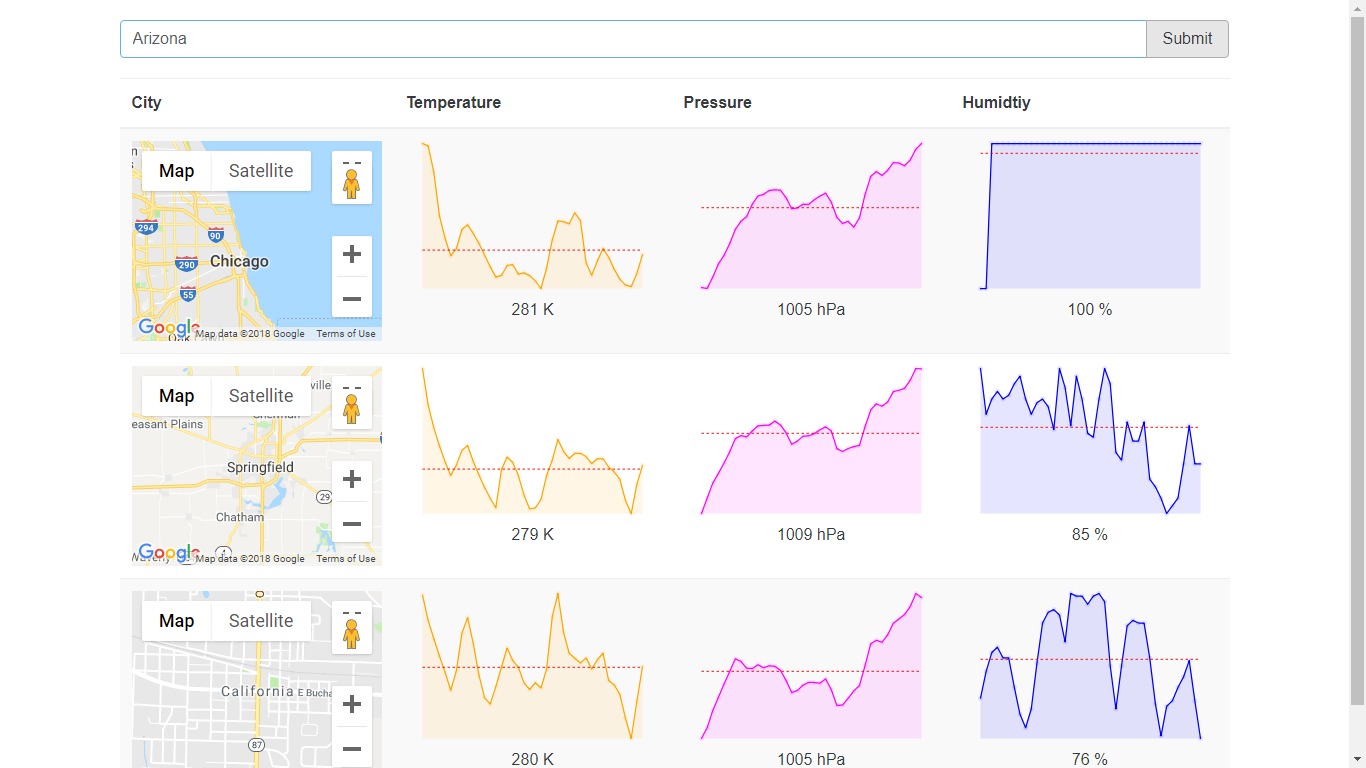 Arizona Submit
City Temperature Pressure Humidtiy
Map Satellite
294
90
290
Chicago
55
Google Map data ©2018 Google Terms of Use
281 K 1005 hPa 100 %
Map Satellite
ville
easant Plains
Springfield
29
Chatham
Google Map data ©2018 Google Terms of Use
279 K 1009 hPa 85 %
Map Satellite
California E Bucha
87
280 K 1005 hPa 76 %